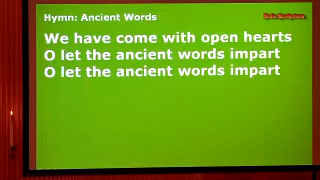 Hymn: Ancient Words
We have come with open hearts
O let the ancient words impart
O let the ancient words impart